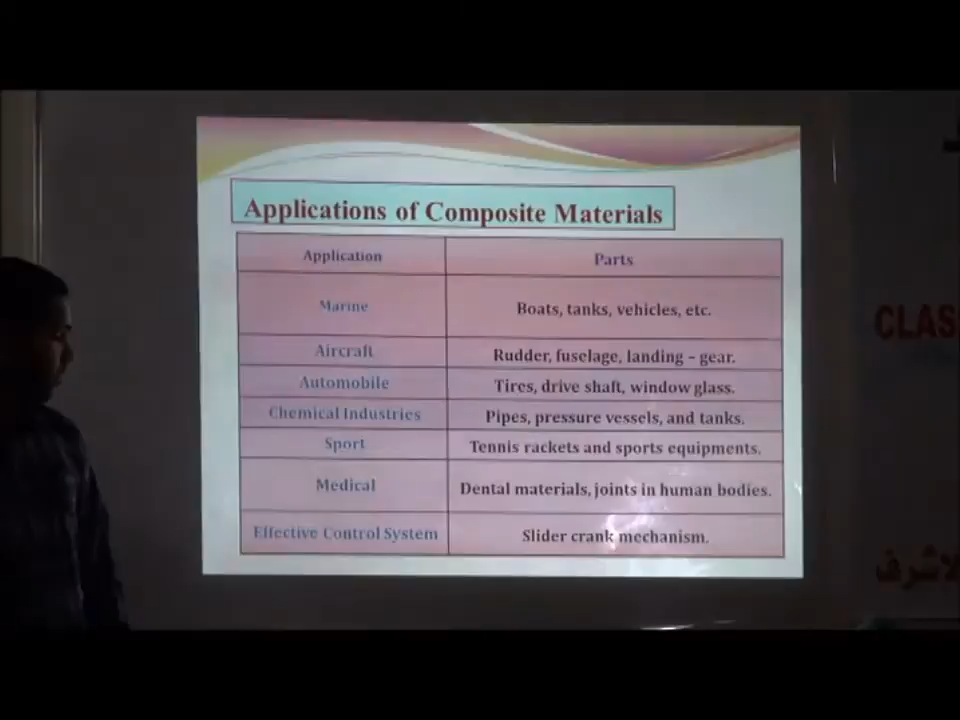 Applications of Composite Materials
Application Parts
Marine Boats, tanks, vehicles, etc.
Aircraft Rudder, fuselage, landing – gear.
Automobile Tires, drive shaft, window glass.
Chemical Industries Pipes, pressure vessels, and tanks.
Sport Tennis rackets and sports equipments.
Medical Dental materials, joints in human bodies.
Effective Control System Slider crank mechanism.
CLAS
الاشرف